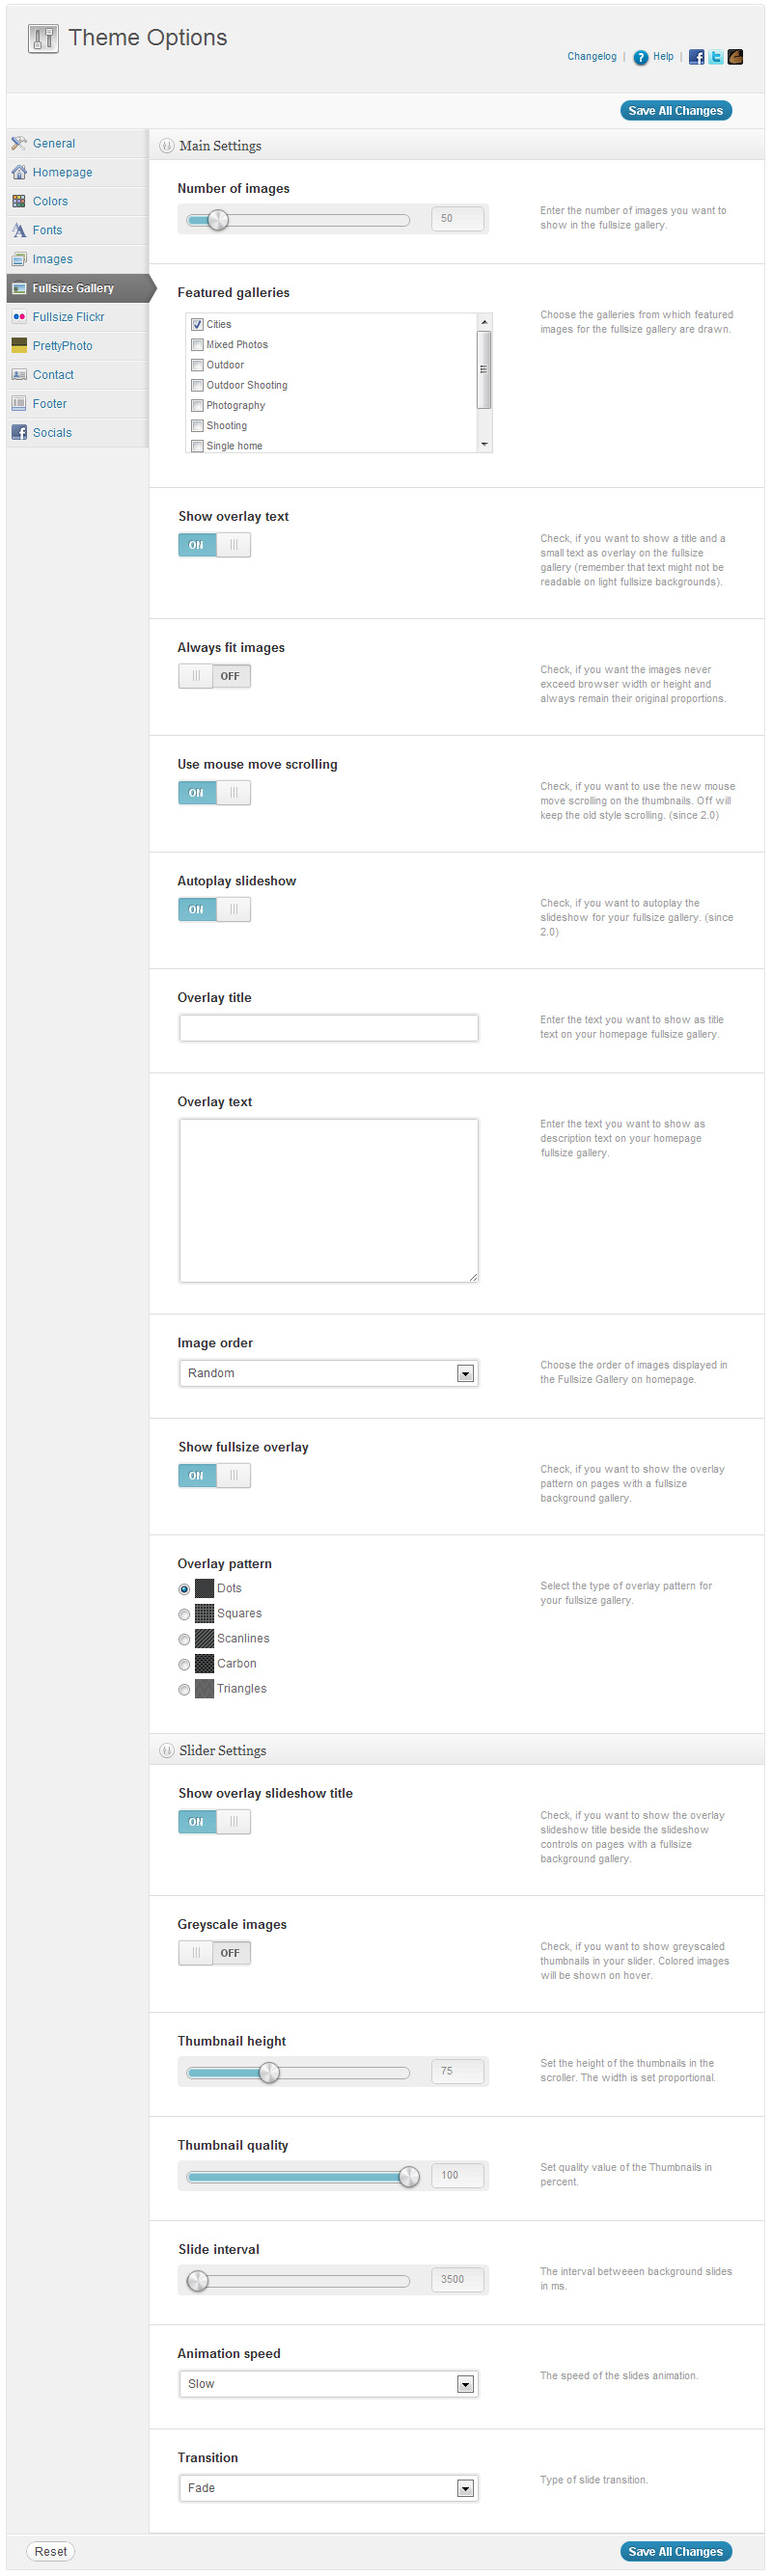 Theme Options
Changelog | Help |
Save All Changes
General
Homepage
Colors
Fonts
Images
Fullsize Gallery
Fullsize Flickr
PrettyPhoto
Contact
Footer
Socials
Main Settings
Number of images
50
Enter the number of images you want to
show in the fullsize gallery.
Featured galleries
Cities
Mixed Photos
Outdoor
Outdoor Shooting
Photography
Shooting
Single home
Choose the galleries from which featured
images for the fullsize gallery are drawn.
Show overlay text
ON
Check, if you want to show a title and a
small text as overlay on the fullsize
gallery (remember that text might not be
readable on light fullsize backgrounds).
Always fit images
OFF
Check, if you want the images never
exceed browser width or height and
always remain their original proportions.
Use mouse move scrolling
ON
Check, if you want to use the new mouse
move scrolling on the thumbnails. Off will
keep the old style scrolling. (since 2.0)
Autoplay slideshow
ON
Check, if you want to autoplay the
slideshow for your fullsize gallery. (since
2.0)
Overlay title
Enter the text you want to show as title
text on your homepage fullsize gallery.
Overlay text
Enter the text you want to show as
description text on your homepage
fullsize gallery.
Image order
Random
Choose the order of images displayed in
the Fullsize Gallery on homepage.
Show fullsize overlay
ON
Check, if you want to show the overlay
pattern on pages with a fullsize
background gallery.
Overlay pattern
Dots
Squares
Scanlines
Carbon
Triangles
Select the type of overlay pattern for
your fullsize gallery.
Slider Settings
Show overlay slideshow title
ON
Check, if you want to show the overlay
slideshow title beside the slideshow
controls on pages with a fullsize
background gallery.
Greyscale images
OFF
Check, if you want to show greyscaled
thumbnails in your slider. Colored images
will be shown on hover.
Thumbnail height
75
Set the height of the thumbnails in the
scroller. The width is set proportional.
Thumbnail quality
100
Set quality value of the Thumbnails in
percent.
Slide interval
3500
The interval betweeen background slides
in ms.
Animation speed
Slow
The speed of the slides animation.
Transition
Fade
Type of slide transition.
Reset
Save All Changes